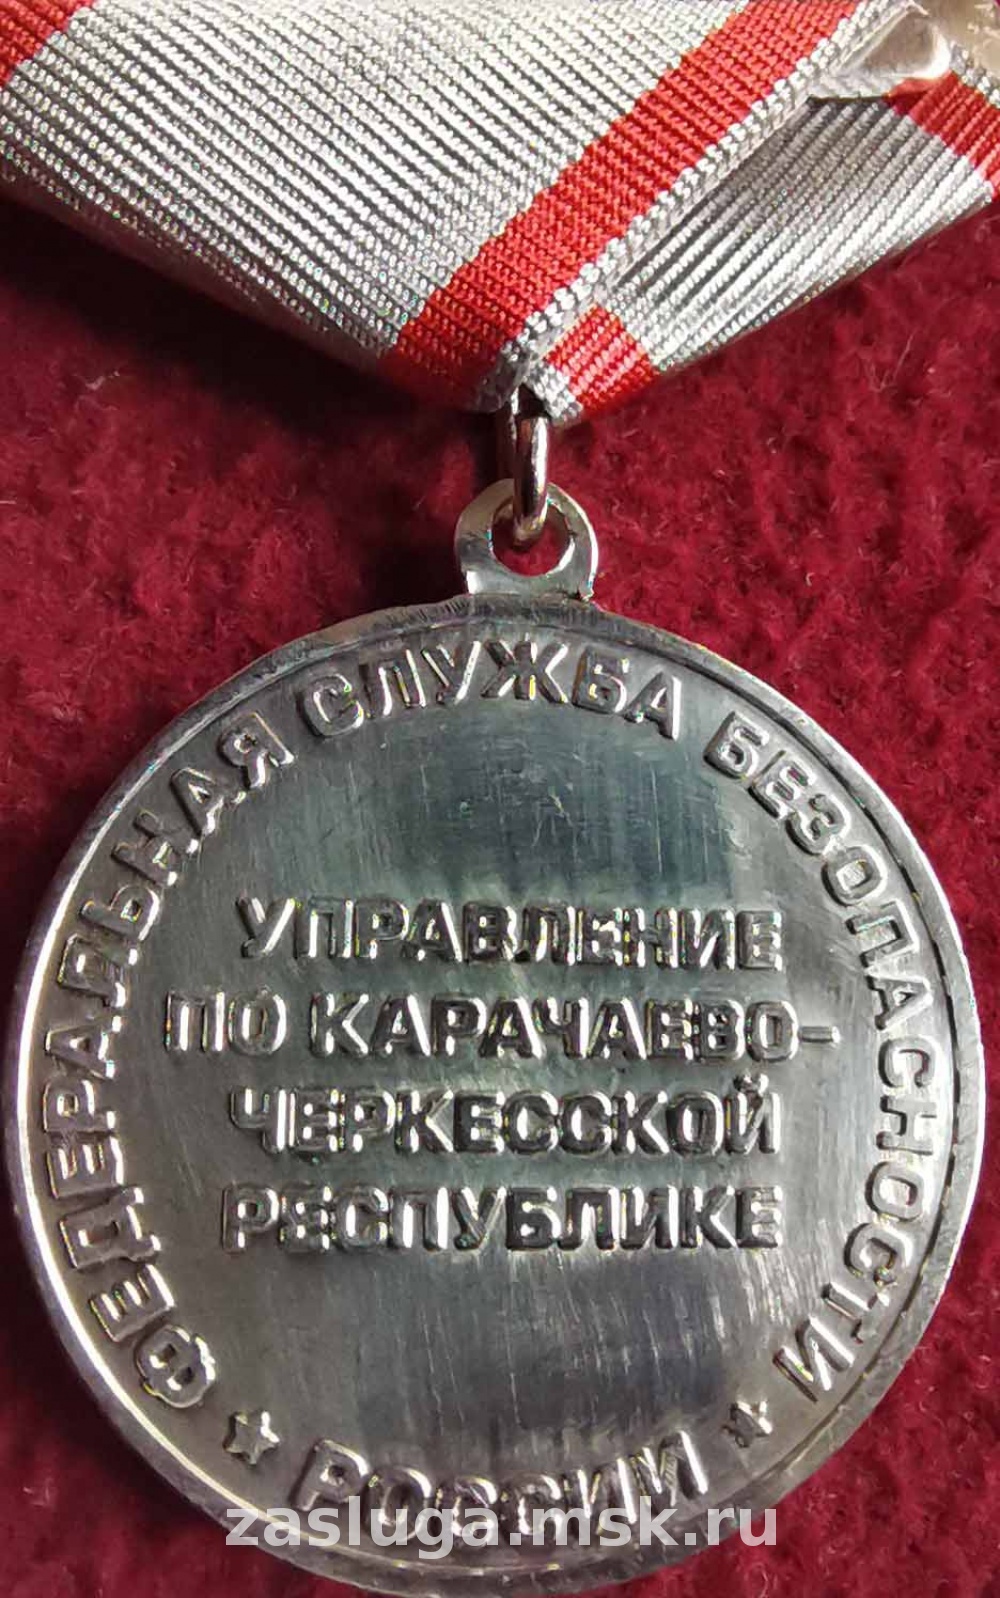 ФЕДЕРАЛЬНАЯ СЛУЖБА БЕЗОПАСНОСТИ
УПРАВЛЕНИЕ
ПО КАРАЧАЕВО-
ЧЕРКЕССКОЙ
РЕСПУБЛИКЕ
РОССИИ
zasluga.msk.ru